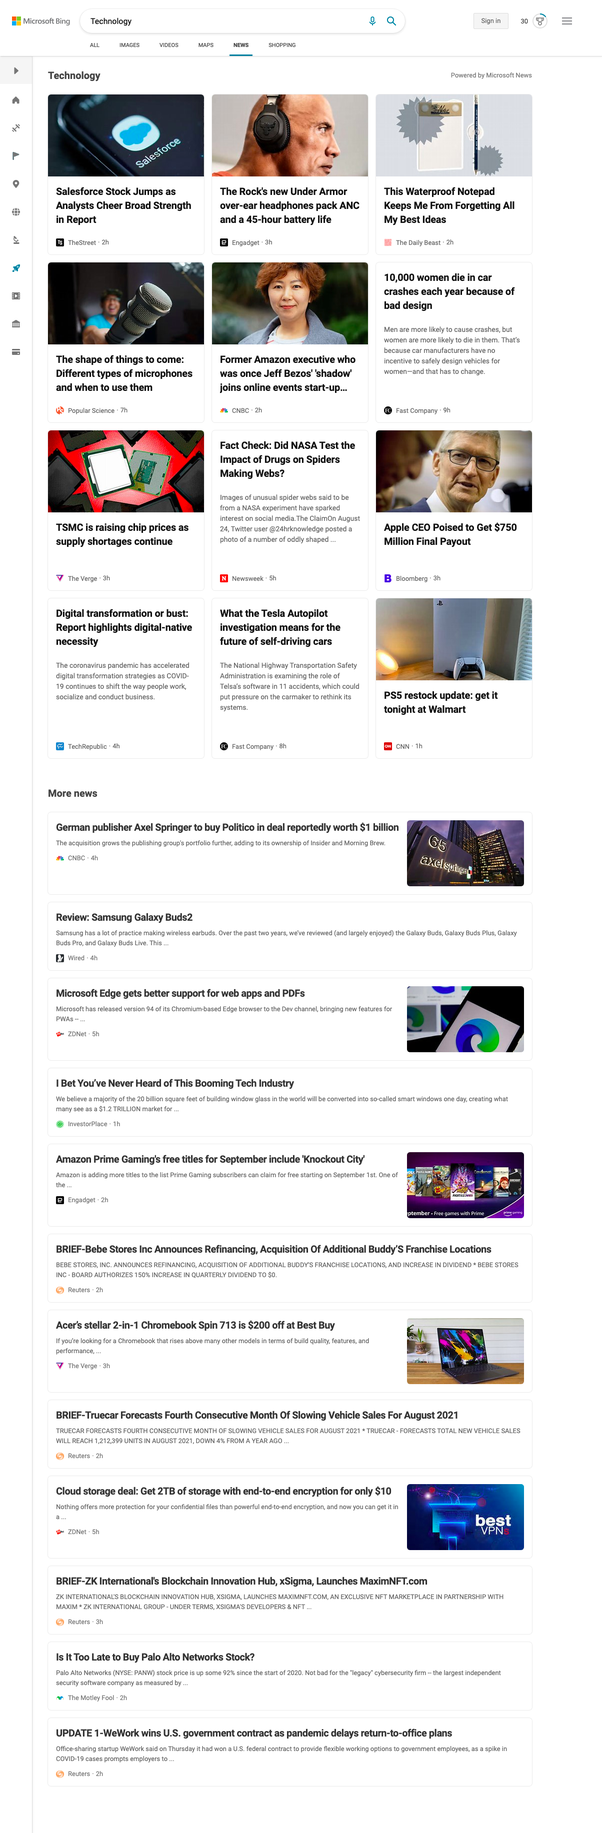 Microsoft Bing
Technology
Sign in
30
ALL IMAGES VIDEOS MAPS NEWS SHOPPING
Technology
Powered by Microsoft News
Salesforce
Salesforce Stock Jumps as
Analysts Cheer Broad Strength
in Report
TheStreet · 2h
The Rock's new Under Armor
over-ear headphones pack ANC
and a 45-hour battery life
Engadget · 3h
This Waterproof Notepad
Keeps Me From Forgetting All
My Best Ideas
The Daily Beast · 2h
The shape of things to come:
Different types of microphones
and when to use them
Popular Science · 7h
Former Amazon executive who
was once Jeff Bezos' 'shadow'
joins online events start-up...
CNBC · 2h
10,000 women die in car
crashes each year because of
bad design
Men are more likely to cause crashes, but
women are more likely to die in them. That's
because car manufacturers have no
incentive to safely design vehicles for
women—and that has to change.
Fast Company · 9h
TSMC is raising chip prices as
supply shortages continue
The Verge · 3h
Fact Check: Did NASA Test the
Impact of Drugs on Spiders
Making Webs?
Images of unusual spider webs said to be
from a NASA experiment have sparked
interest on social media.The ClaimOn August
24, Twitter user @24hrknowledge posted a
photo of a number of oddly shaped ...
Newsweek · 5h
Apple CEO Poised to Get $750
Million Final Payout
Bloomberg · 3h
Digital transformation or bust:
Report highlights digital-native
necessity
The coronavirus pandemic has accelerated
digital transformation strategies as COVID-
19 continues to shift the way people work,
socialize and conduct business.
TechRepublic · 4h
What the Tesla Autopilot
investigation means for the
future of self-driving cars
The National Highway Transportation Safety
Administration is examining the role of
Telsa's software in 11 accidents, which could
put pressure on the carmaker to rethink its
systems.
Fast Company · 8h
PS5 restock update: get it
tonight at Walmart
CNN · 1h
More news
German publisher Axel Springer to buy Politico in deal reportedly worth $1 billion
The acquisition grows the publishing group's portfolio further, adding to its ownership of Insider and Morning Brew.
CNBC · 4h
65
axel springer
Review: Samsung Galaxy Buds2
Samsung has a lot of practice making wireless earbuds. Over the past two years, we've reviewed (and largely enjoyed) the Galaxy Buds, Galaxy Buds Plus, Galaxy
Buds Pro, and Galaxy Buds Live. This ...
Wired · 4h
Microsoft Edge gets better support for web apps and PDFs
Microsoft has released version 94 of its Chromium-based Edge browser to the Dev channel, bringing new features for
PWAs -- ...
ZDNet · 5h
I Bet You've Never Heard of This Booming Tech Industry
We believe a majority of the 20 billion square feet of building window glass in the world will be converted into so-called smart windows one day, creating what
many see as a $1.2 TRILLION market for ...
InvestorPlace · 1h
Amazon Prime Gaming's free titles for September include 'Knockout City'
Amazon is adding more titles to the list Prime Gaming subscribers can claim for free starting on September 1st. One of
the ...
Engadget · 2h
ptember • Free games with Prime
BRIEF-Bebe Stores Inc Announces Refinancing, Acquisition Of Additional Buddy'S Franchise Locations
BEBE STORES, INC. ANNOUNCES REFINANCING, ACQUISITION OF ADDITIONAL BUDDY'S FRANCHISE LOCATIONS, AND INCREASE IN DIVIDEND * BEBE STORES
INC - BOARD AUTHORIZES 150% INCREASE IN QUARTERLY DIVIDEND TO $0.
Reuters · 2h
Acer's stellar 2-in-1 Chromebook Spin 713 is $200 off at Best Buy
If you're looking for a Chromebook that rises above many other models in terms of build quality, features, and
performance, ...
The Verge · 3h
BRIEF-Truecar Forecasts Fourth Consecutive Month Of Slowing Vehicle Sales For August 2021
TRUECAR FORECASTS FOURTH CONSECUTIVE MONTH OF SLOWING VEHICLE SALES FOR AUGUST 2021 * TRUECAR - FORECASTS TOTAL NEW VEHICLE SALES
WILL REACH 1,212,399 UNITS IN AUGUST 2021, DOWN 4% FROM A YEAR AGO ...
Reuters · 2h
Cloud storage deal: Get 2TB of storage with end-to-end encryption for only $10
Nothing offers more protection for your confidential files than powerful end-to-end encryption, and now you can get it in
a ...
ZDNet · 5h
best
VPN
BRIEF-ZK International's Blockchain Innovation Hub, xSigma, Launches MaximNFT.com
ZK INTERNATIONAL'S BLOCKCHAIN INNOVATION HUB, XSIGMA, LAUNCHES MAXIMNFT.COM, AN EXCLUSIVE NFT MARKETPLACE IN PARTNERSHIP WITH
MAXIM * ZK INTERNATIONAL GROUP - UNDER TERMS, XSIGMA'S DEVELOPERS & NFT ...
Reuters · 3h
Is It Too Late to Buy Palo Alto Networks Stock?
Palo Alto Networks (NYSE: PANW) stock price is up some 92% since the start of 2020. Not bad for the "legacy" cybersecurity firm -- the largest independent
security software company as measured by ...
The Motley Fool · 2h
UPDATE 1-WeWork wins U.S. government contract as pandemic delays return-to-office plans
Office-sharing startup WeWork said on Thursday it had won a U.S. federal contract to provide flexible working options to government employees, as a spike in
COVID-19 cases prompts employers to ...
Reuters · 2h